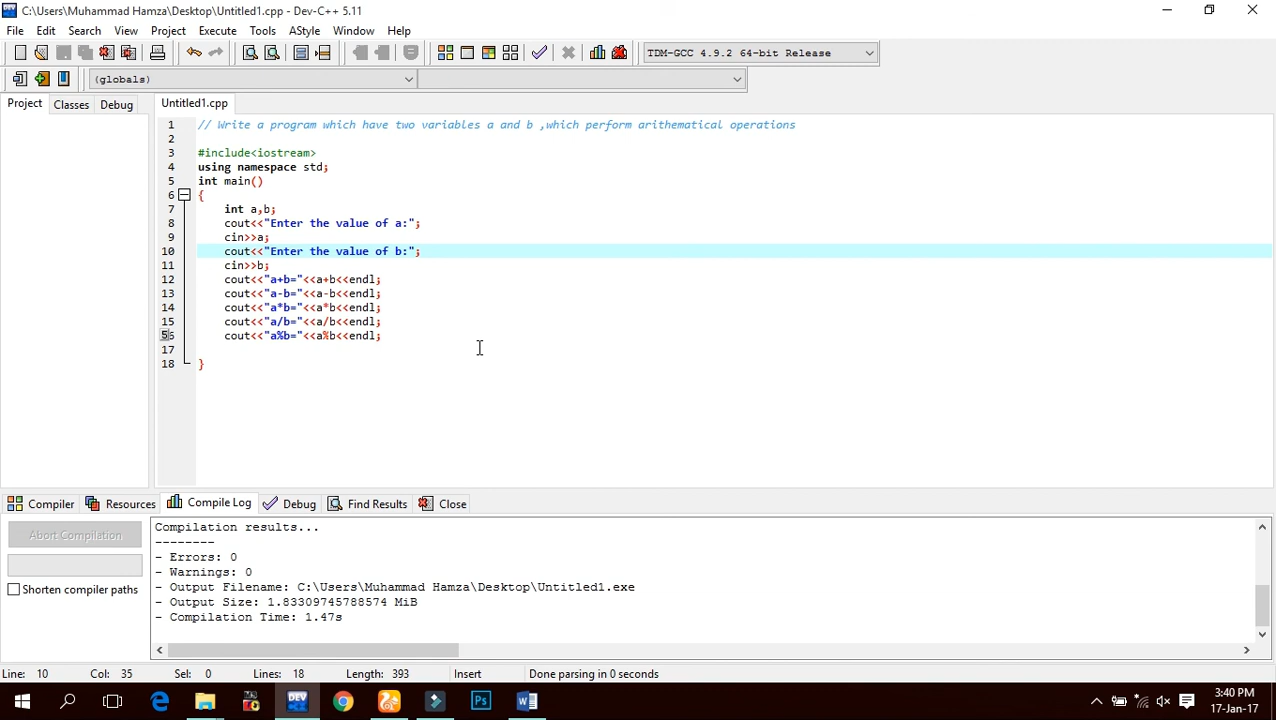 C:\Users\Muhammad Hamza\Desktop\Untitled1.cpp - Dev-C++ 5.11
File Edit Search View Project Execute Tools AStyle Window Help
TDM-GCC 4.9.2 64-bit Release
(globals)
Project Classes Debug
Untitled1.cpp
1 // Write a program which have two variables a and b ,which perform arithematical operations
2
3 #include<iostream>
4 using namespace std;
5 int main()
6 {
7 int a,b;
8 cout<<"Enter the value of a:";
9 cin>>a;
10 cout<<"Enter the value of b:";
11 cin>>b;
12 cout<<"a+b="<<a+b<<endl;
13 cout<<"a-b="<<a-b<<endl;
14 cout<<"a*b="<<a*b<<endl;
15 cout<<"a/b="<<a/b<<endl;
56 cout<<"a%b="<<a%b<<endl;
17
18 }
Compiler Resources Compile Log Debug Find Results Close
Abort Compilation
Shorten compiler paths
Compilation results...
--------
- Errors: 0
- Warnings: 0
- Output Filename: C:\Users\Muhammad Hamza\Desktop\Untitled1.exe
- Output Size: 1.83309745788574 MiB
- Compilation Time: 1.47s
Line: 10 Col: 35 Sel: 0 Lines: 18 Length: 393 Insert Done parsing in 0 seconds
DEV
Ps
3:40 PM
17-Jan-17